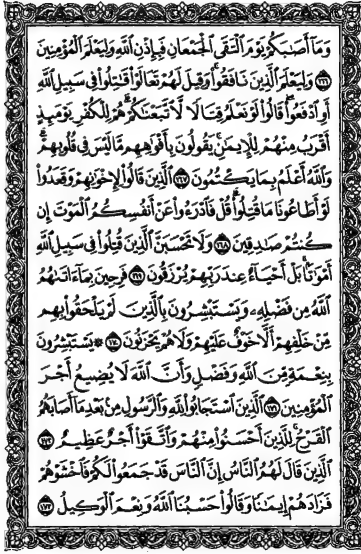 وَمَآ أَصَـٰبَكُمْ يَوْمَ ٱلْتَقَى ٱلْجَمْعَانِ فَبِإِذْنِ ٱللَّهِ وَلِيَعْلَمَ ٱلْمُؤْمِنِينَ
١٦٦ وَلِيَعْلَمَ ٱلَّذِينَ نَافَقُوا۟ وَقِيلَ لَهُمْ تَعَالَوْا۟ قَـٰتِلُوا۟ فِى سَبِيلِ ٱللَّهِ
أَوِ ٱدْفَعُوا۟ قَالُوا۟ لَوْ نَعْلَمُ قِتَالًا لَّٱتَّبَعْنَـٰكُمْ هُمْ لِلْكُفْرِ يَوْمَئِذٍ
أَقْرَبُ مِنْهُمْ لِلْإِيمَـٰنِ يَقُولُونَ بِأَفْوَٰهِهِم مَّا لَيْسَ فِى قُلُوبِهِمْ
وَٱللَّهُ أَعْلَمُ بِمَا يَكْتُمُونَ ١٦٧ ٱلَّذِينَ قَالُوا۟ لِإِخْوَٰنِهِمْ وَقَعَدُوا۟
لَوْ أَطَاعُونَا مَا قُتِلُوا۟ قُلْ فَٱدْرَءُوا۟ عَنْ أَنفُسِكُمُ ٱلْمَوْتَ إِن
كُنتُمْ صَـٰدِقِينَ ١٦٨ وَلَا تَحْسَبَنَّ ٱلَّذِينَ قُتِلُوا۟ فِى سَبِيلِ ٱللَّهِ
أَمْوَٰتًۢا بَلْ أَحْيَآءٌ عِندَ رَبِّهِمْ يُرْزَقُونَ ١٦٩ فَرِحِينَ بِمَآ ءَاتَىٰهُمُ
ٱللَّهُ مِن فَضْلِهِۦ وَيَسْتَبْشِرُونَ بِٱلَّذِينَ لَمْ يَلْحَقُوا۟ بِهِم
مِّنْ خَلْفِهِمْ أَلَّا خَوْفٌ عَلَيْهِمْ وَلَا هُمْ يَحْزَنُونَ ١٧٠ ۞ يَسْتَبْشِرُونَ
بِنِعْمَةٍ مِّنَ ٱللَّهِ وَفَضْلٍ وَأَنَّ ٱللَّهَ لَا يُضِيعُ أَجْرَ
ٱلْمُؤْمِنِينَ ١٧١ ٱلَّذِينَ ٱسْتَجَابُوا۟ لِلَّهِ وَٱلرَّسُولِ مِنۢ بَعْدِ مَآ أَصَابَهُمُ
ٱلْقَرْحُ لِلَّذِينَ أَحْسَنُوا۟ مِنْهُمْ وَٱتَّقَوْا۟ أَجْرٌ عَظِيمٌ ١٧٢
ٱلَّذِينَ قَالَ لَهُمُ ٱلنَّاسُ إِنَّ ٱلنَّاسَ قَدْ جَمَعُوا۟ لَكُمْ فَٱخْشَوْهُمْ
فَزَادَهُمْ إِيمَـٰنًا وَقَالُوا۟ حَسْبُنَا ٱللَّهُ وَنِعْمَ ٱلْوَكِيلُ ١٧٣